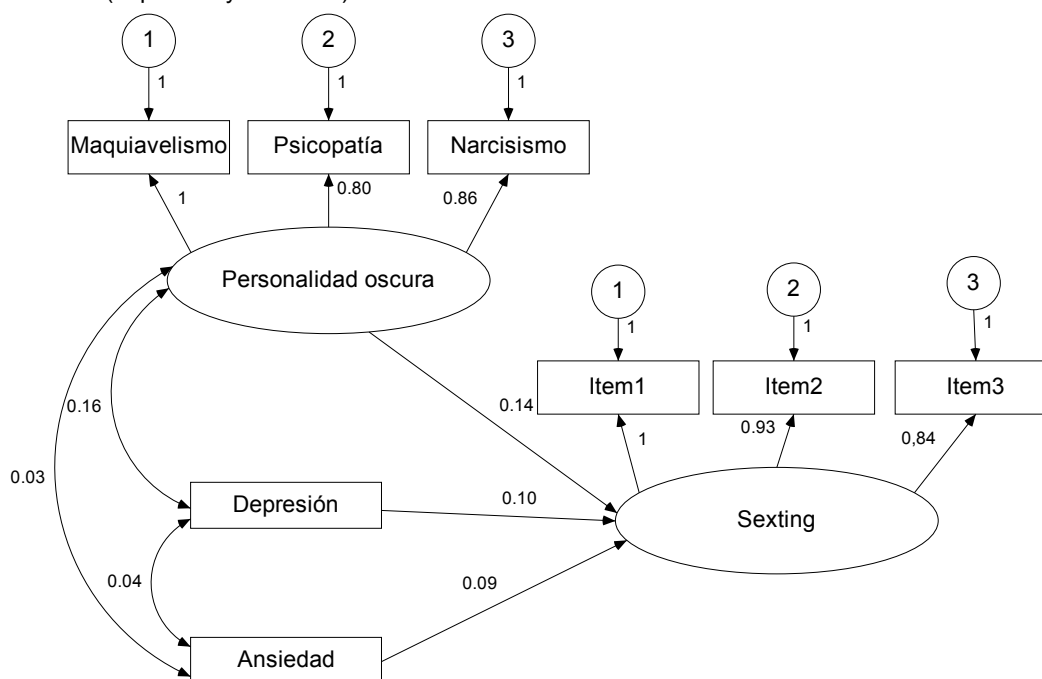 1
2
3
1
1
1
Maquiavelismo
Psicopatía
Narcisismo
1
0.80
0.86
Personalidad oscura
1
2
3
1
1
1
Item1
Item2
Item3
0.16
0.14
1
0.93
0,84
0.03
Depresión
0.10
Sexting
0.04
0.09
Ansiedad